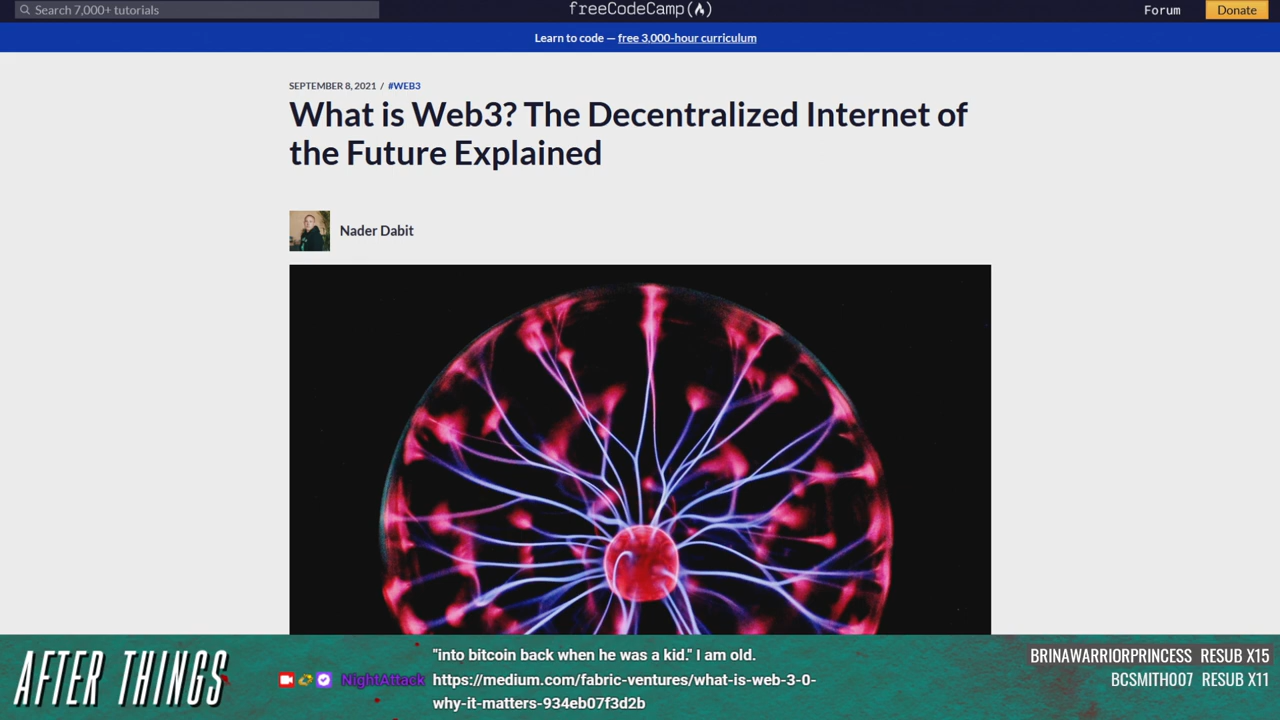 Search 7,000+ tutorials
freeCodeCamp(🔥)
Forum
Donate
Learn to code — free 3,000-hour curriculum
SEPTEMBER 8, 2021 / #WEB3
What is Web3? The Decentralized Internet of
the Future Explained
Nader Dabit
AFTER THINGS
NightAttack
"into bitcoin back when he was a kid." I am old.
https://medium.com/fabric-ventures/what-is-web-3-0-
why-it-matters-934eb07f3d2b
BRINAWARRIORPRINCESS RESUB X15
BCSMITH007 RESUB X11